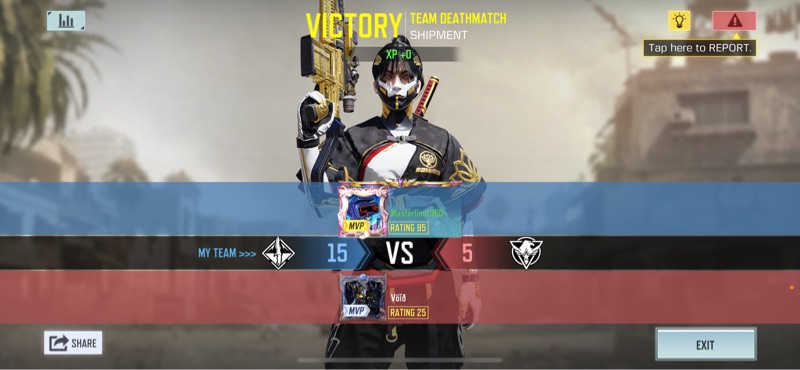 VICTORY
TEAM DEATHMATCH
SHIPMENT
XP +0
Tap here to REPORT.
MVP
RATING 95
MY TEAM >>>
15
VS
5
Void
MVP
RATING 25
SHARE
EXIT